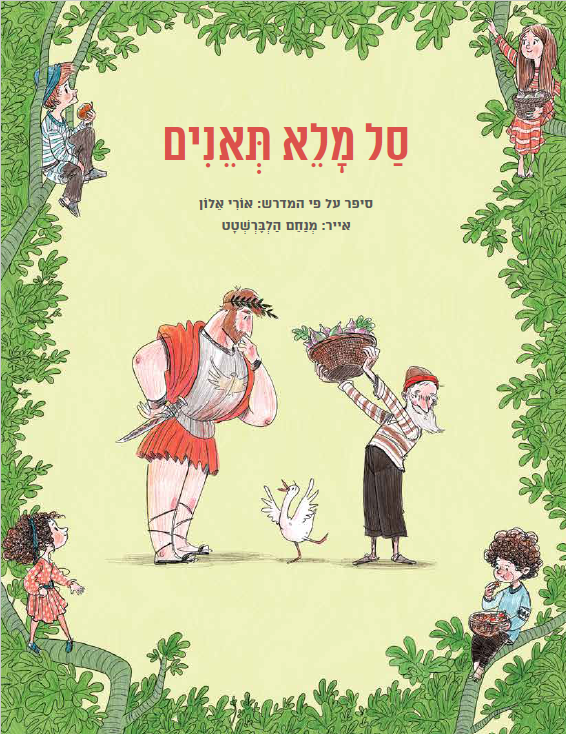 סַל מָלֵא תְּאֵנִים
סיפר על פי המדרש: אוֹרִי אֵלוֹן
אייר: מְנַחֵם הַלְבֶּרְשְׁטָט